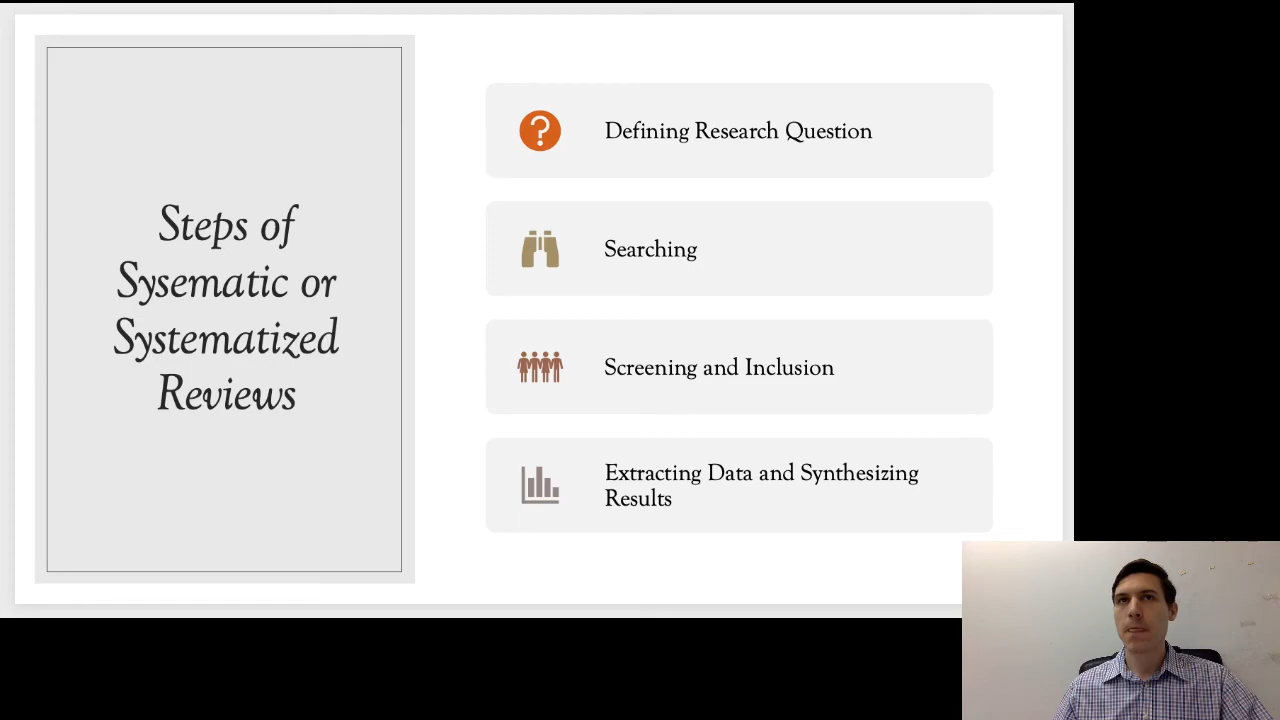 Steps of
Sysematic or
Systematized
Reviews
Defining Research Question
Searching
Screening and Inclusion
Extracting Data and Synthesizing
Results